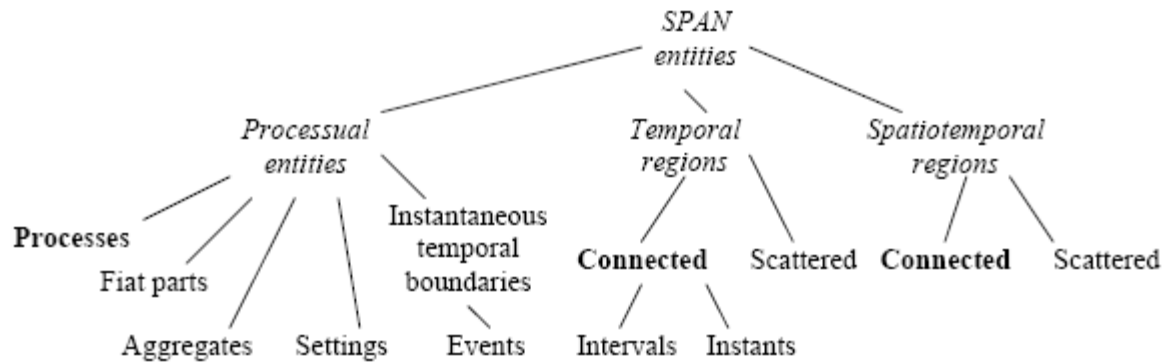 SPAN
entities
Processual
entities
Temporal
regions
Spatiotemporal
regions
Processes
Fiat parts
Aggregates
Settings
Instantaneous
temporal
boundaries
Events
Connected
Scattered
Intervals
Instants
Connected
Scattered